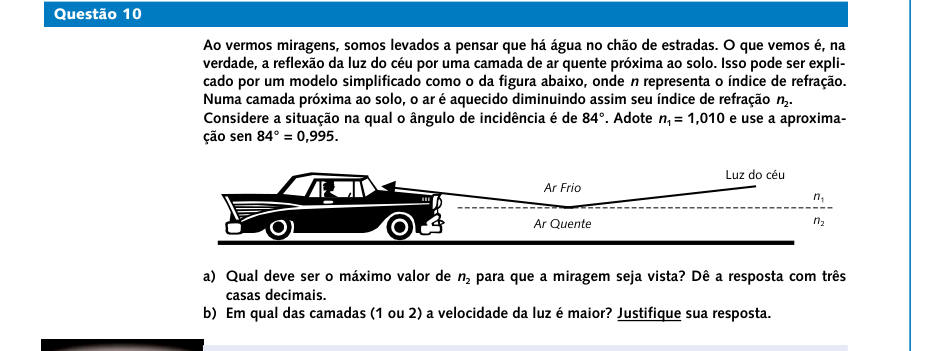 Questão 10
Ao vermos miragens, somos levados a pensar que há água no chão de estradas. O que vemos é, na
verdade, a reflexão da luz do céu por uma camada de ar quente próxima ao solo. Isso pode ser expli-
cado por um modelo simplificado como o da figura abaixo, onde n representa o índice de refração.
Numa camada próxima ao solo, o ar é aquecido diminuindo assim seu índice de refração n₂.
Considere a situação na qual o ângulo de incidência é de 84°. Adote n₁ = 1,010 e use a aproxima-
ção sen 84° = 0,995.
Luz do céu
Ar Frio
n₁
Ar Quente
n₂
a) Qual deve ser o máximo valor de n₂ para que a miragem seja vista? Dê a resposta com três
casas decimais.
b) Em qual das camadas (1 ou 2) a velocidade da luz é maior? Justifique sua resposta.